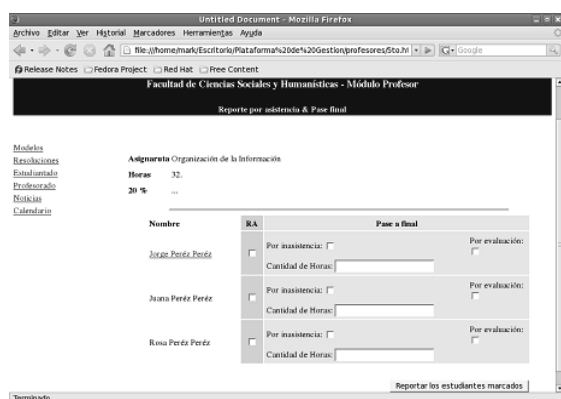 Untitled Document - Mozilla Firefox
Archivo Editar Ver Historial Marcadores Herramientas Ayuda
file:///home/mark/Escritorio/Plataforma%20de%20Gestion/profesores/5to.ht
Google
Release Notes Fedora Project Red Hat Free Content
Facultad de Ciencias Sociales y Humanísticas - Módulo Profesor
Reporte por asistencia & Pase final
Modelos
Resoluciones
Estudiantado
Profesorado
Noticias
Calendario
Asignaruta Organización de la Información
Horas 32.
20 % ...
Nombre RA Pase a final
Jorge Peréz Peréz Por inasistencia: Por evaluación:
Cantidad de Horas:
Juana Peréz Peréz Por inasistencia: Por evaluación:
Cantidad de Horas:
Rosa Peréz Peréz Por inasistencia: Por evaluación:
Cantidad de Horas:
Reportar los estudiantes marcados
Terminado